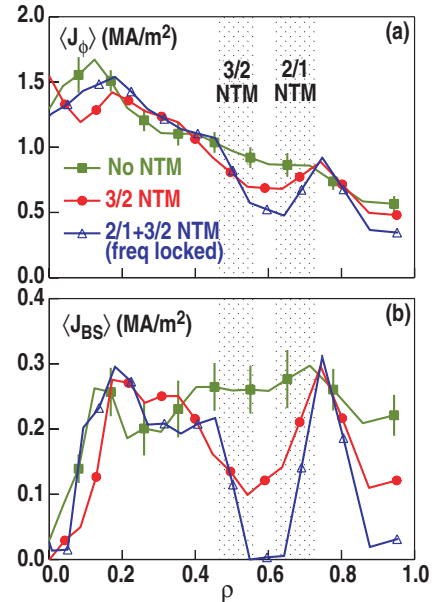 ⟨Jϕ⟩ MA/m²
(a)
2.0
1.5
1.0
0.5
0.0
3/2
NTM
2/1
NTM
No NTM
3/2 NTM
2/1+3/2 NTM
(freq locked)
⟨JBS⟩ (MA/m²)
(b)
0.4
0.3
0.2
0.1
0.0
0.0 0.2 0.4 0.6 0.8 1.0
ρ